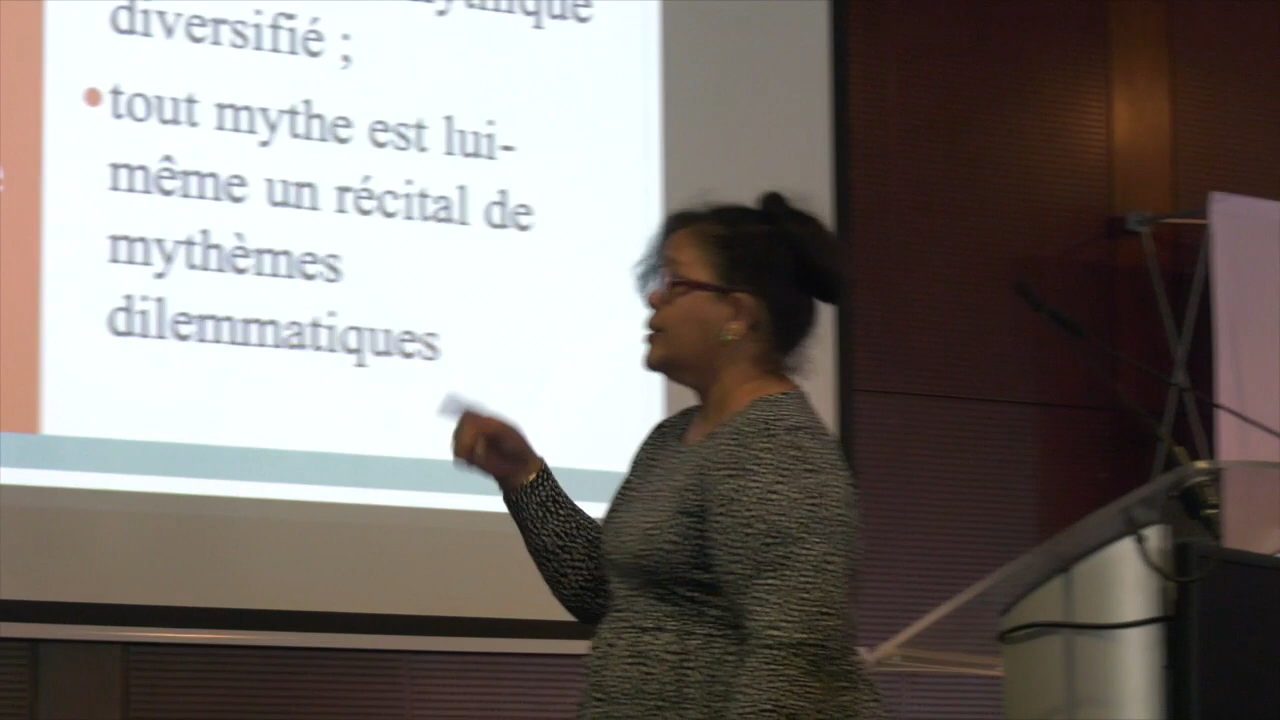 diversifié ;
tout mythe est lui-
même un récital de
mythèmes
dilemmatiques